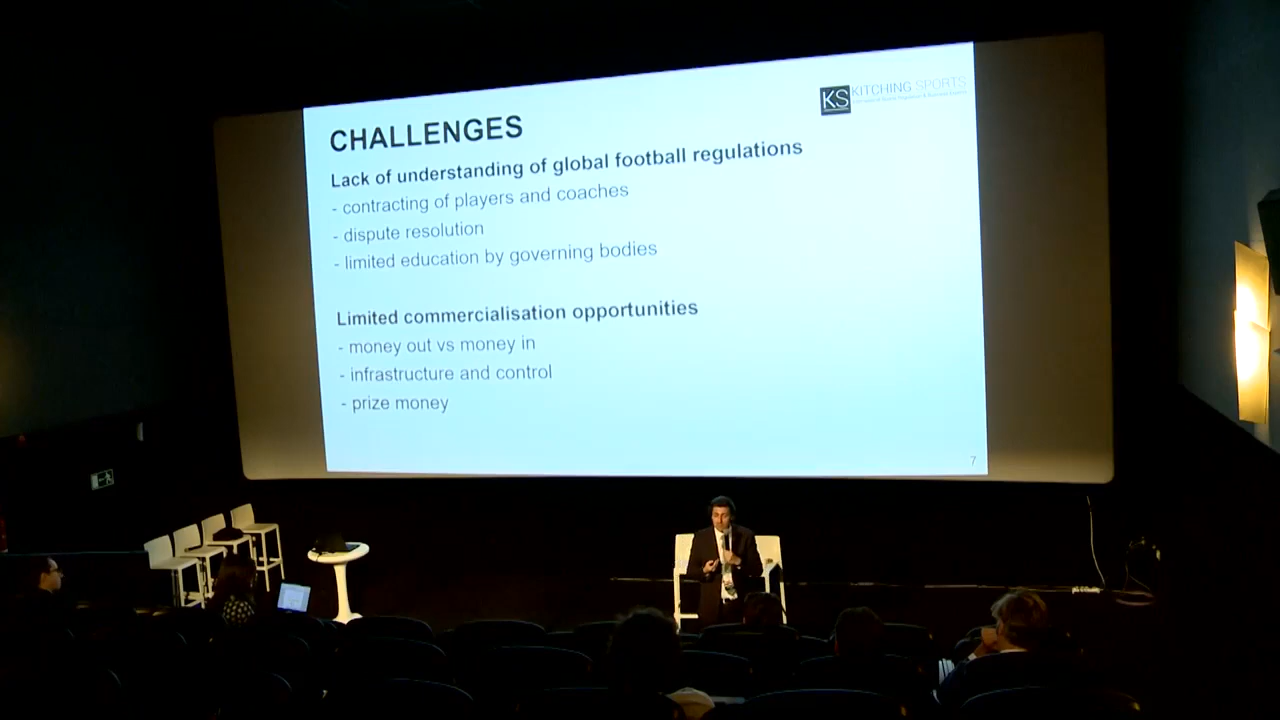 KS KITCHING SPORTS
CHALLENGES
Lack of understanding of global football regulations
- contracting of players and coaches
- dispute resolution
- limited education by governing bodies
Limited commercialisation opportunities
- money out vs money in
- infrastructure and control
- prize money
7